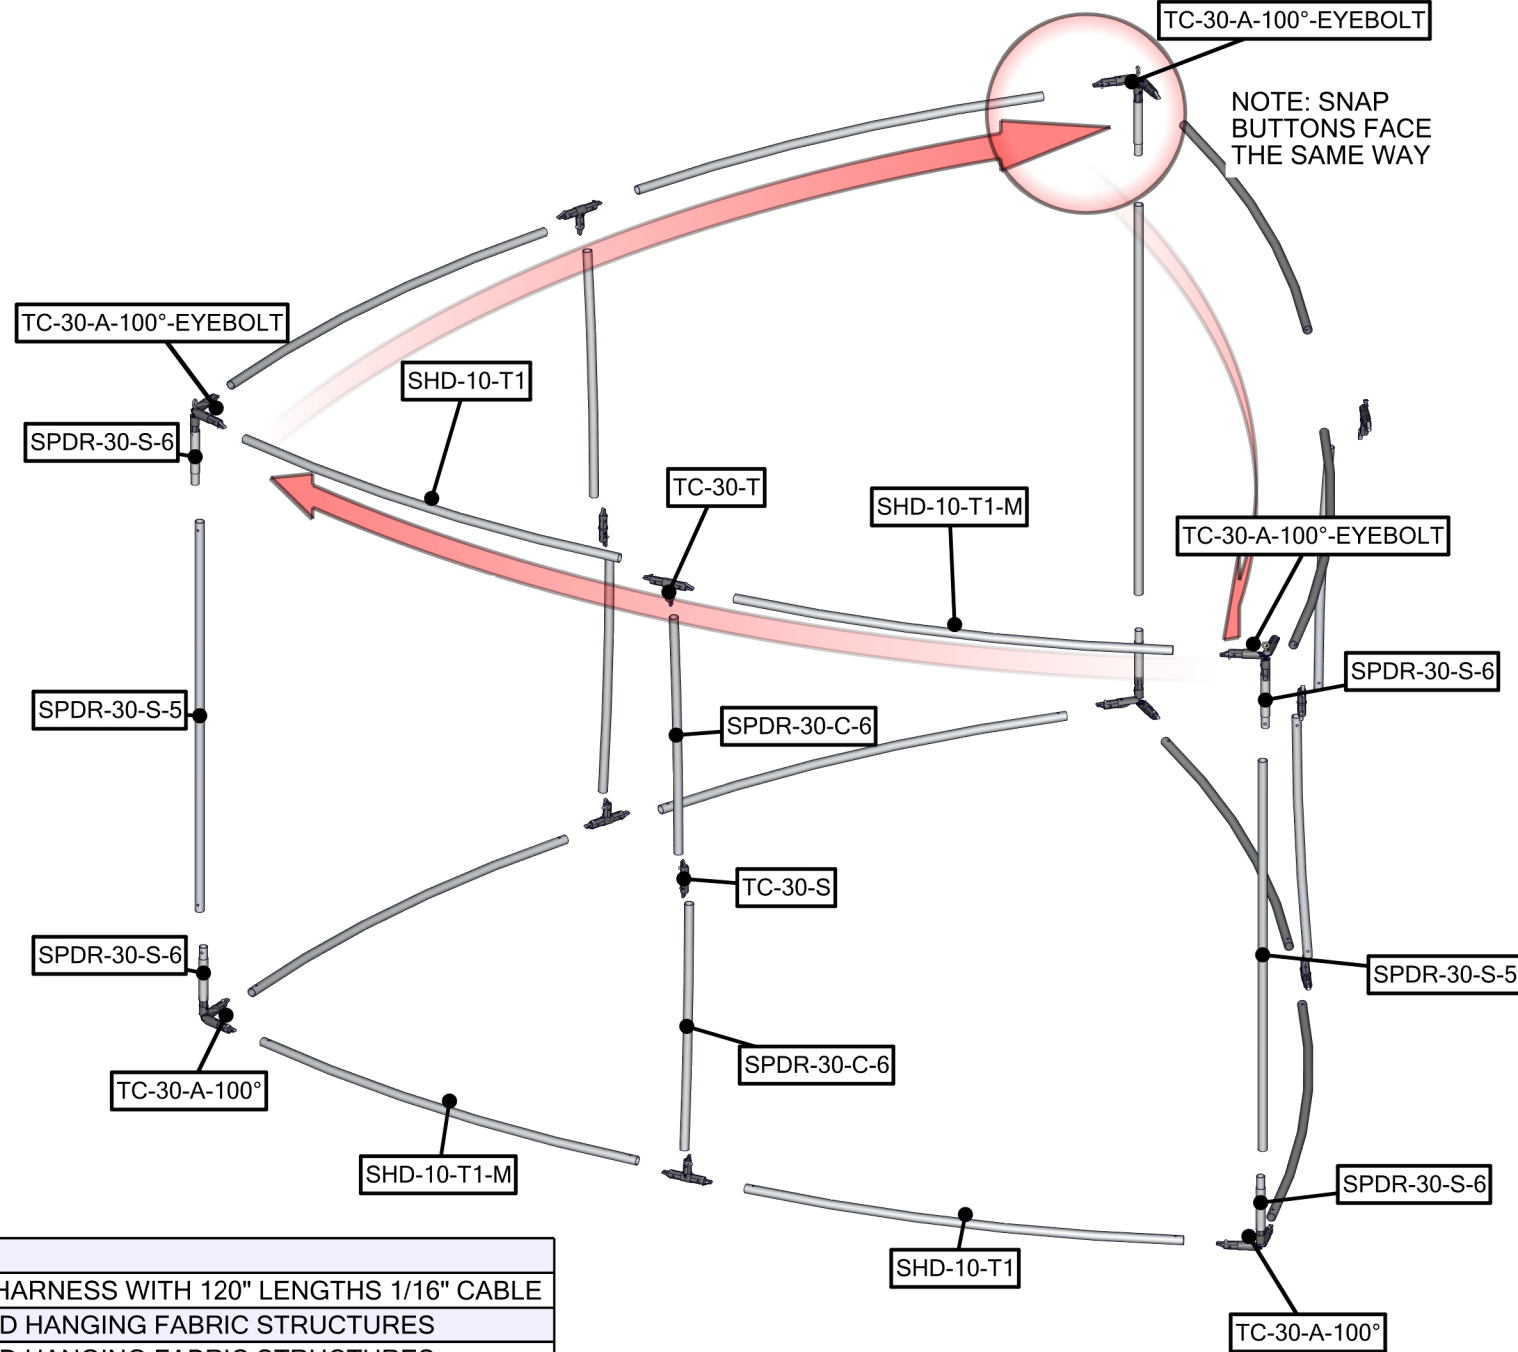 TC-30-A-100°-EYEBOLT
NOTE: SNAP
BUTTONS FACE
THE SAME WAY
TC-30-A-100°-EYEBOLT
SHD-10-T1
SPDR-30-S-6
TC-30-T
SHD-10-T1-M
TC-30-A-100°-EYEBOLT
SPDR-30-S-6
SPDR-30-S-5
SPDR-30-C-6
TC-30-S
SPDR-30-S-6
SPDR-30-S-5
SPDR-30-C-6
TC-30-A-100°
SHD-10-T1-M
SPDR-30-S-6
SHD-10-T1
HARNESS WITH 120" LENGTHS 1/16" CABLE
D HANGING FABRIC STRUCTURES
TC-30-A-100°
D HANGING FABRIC STRUCTURES